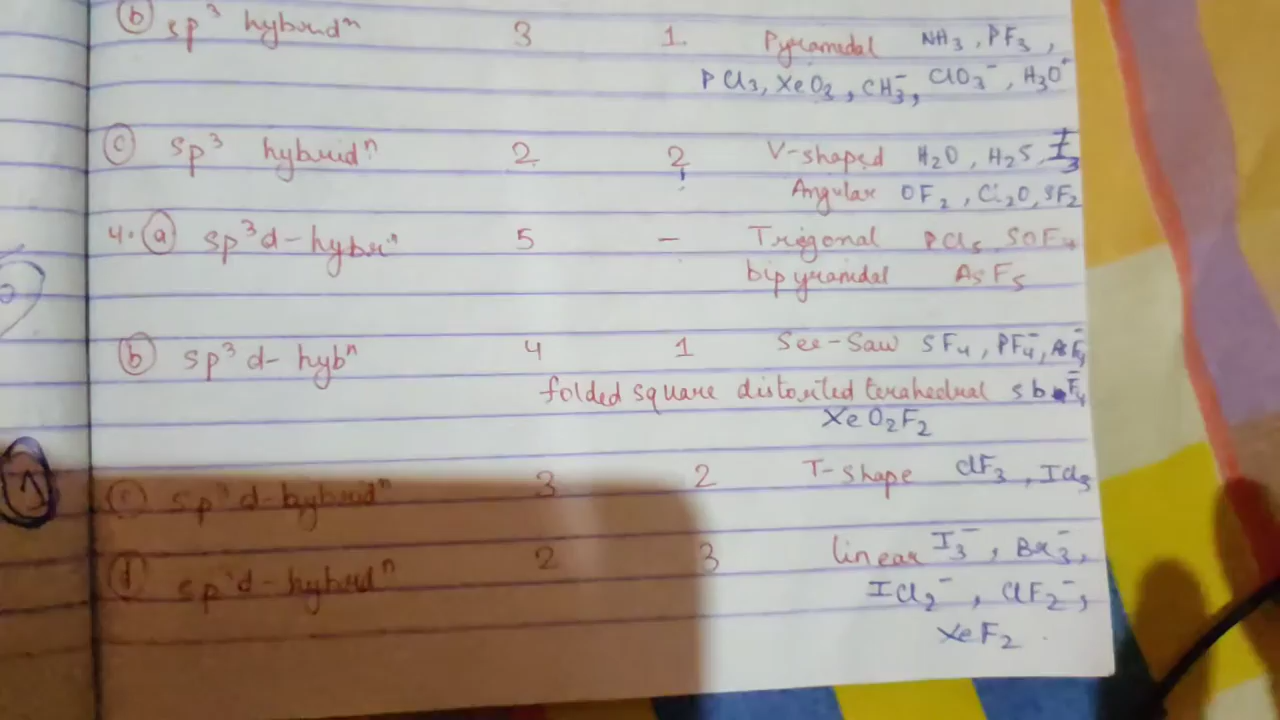 (b) sp³ hybridⁿ 3 1 Pyramidal NH₃, PF₃,
PCl₃, XeO₃, CH₃⁻, ClO₃⁻, H₃O⁺
(c) sp³ hybridⁿ 2 2 V-shaped H₂O, H₂S, I₃⁺
Angular OF₂, Cl₂O, SF₂
4. (a) sp³d-hybrⁿ 5 - Trigonal PCl₅ SOF₄
bipyramidal AsF₅
(b) sp³d-hybⁿ 4 1 See-Saw SF₄, PF₄⁻, AsF₄⁻,
folded square distorted terahedral sbF₄⁻
XeO₂F₂
(c) sp³d-hybridⁿ 3 2 T-shape ClF₃, ICl₃
(d) sp³d-hybridⁿ 2 3 linear I₃⁻, Br₃⁻,
ICl₂⁻, ClF₂⁻,
XeF₂